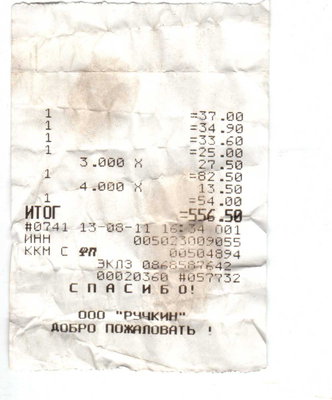 1 =37.00
1 =34.90
1 =33.60
1 =25.00
3.000 X 27.50
1 =82.50
4.000 X 13.50
1 =54.00
ИТОГ =556.50
#0741 13-08-11 16:34 001
ИНН 005023009055
ККМ С ФП 00504894
ЭКЛЗ 0868587642
00020360 #057732
СПАСИБО!
ООО "РУЧКИН"
ДОБРО ПОЖАЛОВАТЬ !